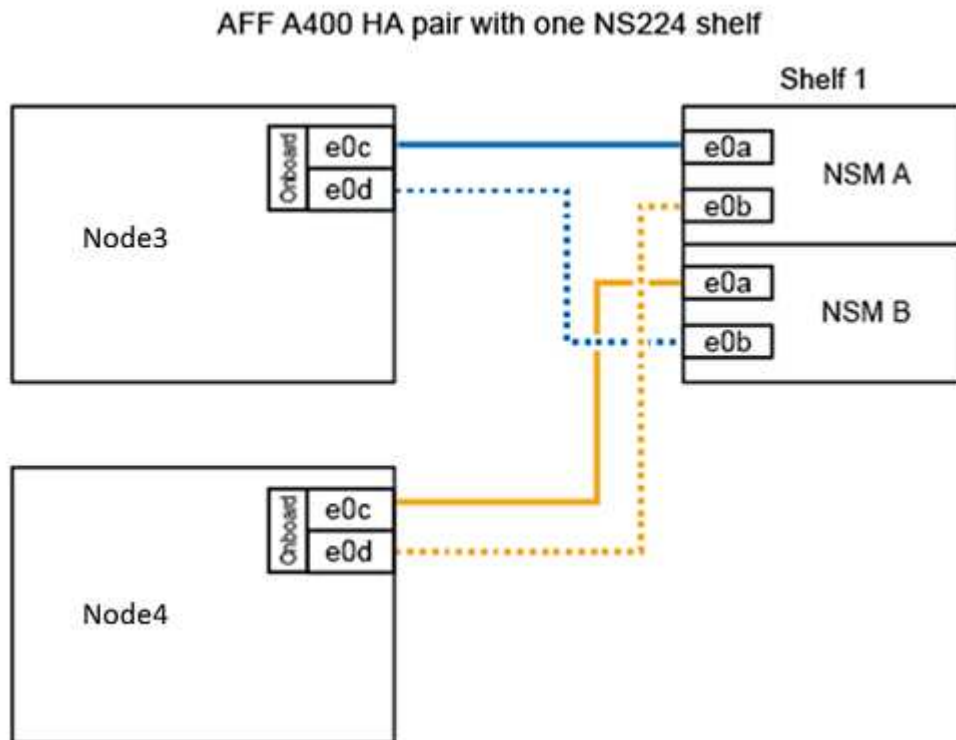 AFF A400 HA pair with one NS224 shelf
Shelf 1
Onboard
e0c
e0d
Node3
e0a
NSM A
e0b
e0a
NSM B
e0b
Onboard
e0c
e0d
Node4